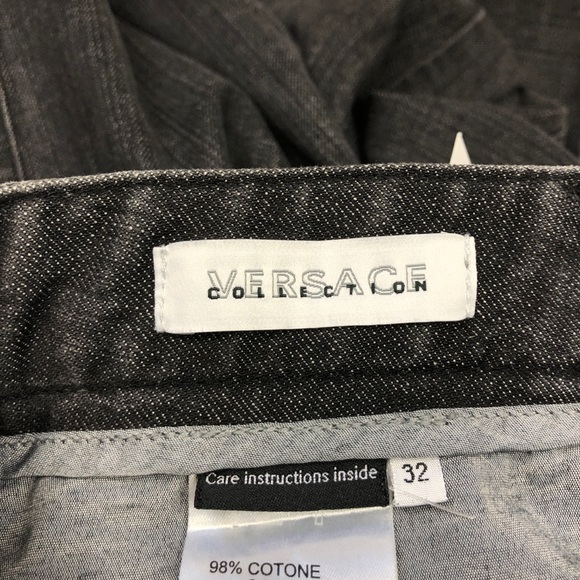 VERSACE
COLLECTION
Care instructions inside
32
98% COTONE